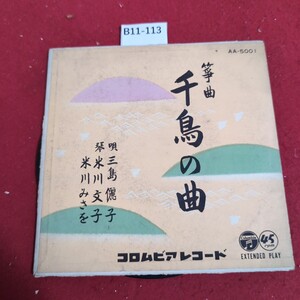 B11-113
AA-5001
箏曲
千鳥の曲
唄 三島儷子
琴 米川文子
米川みさを
コロムビアレコード
45
EXTENDED PLAY